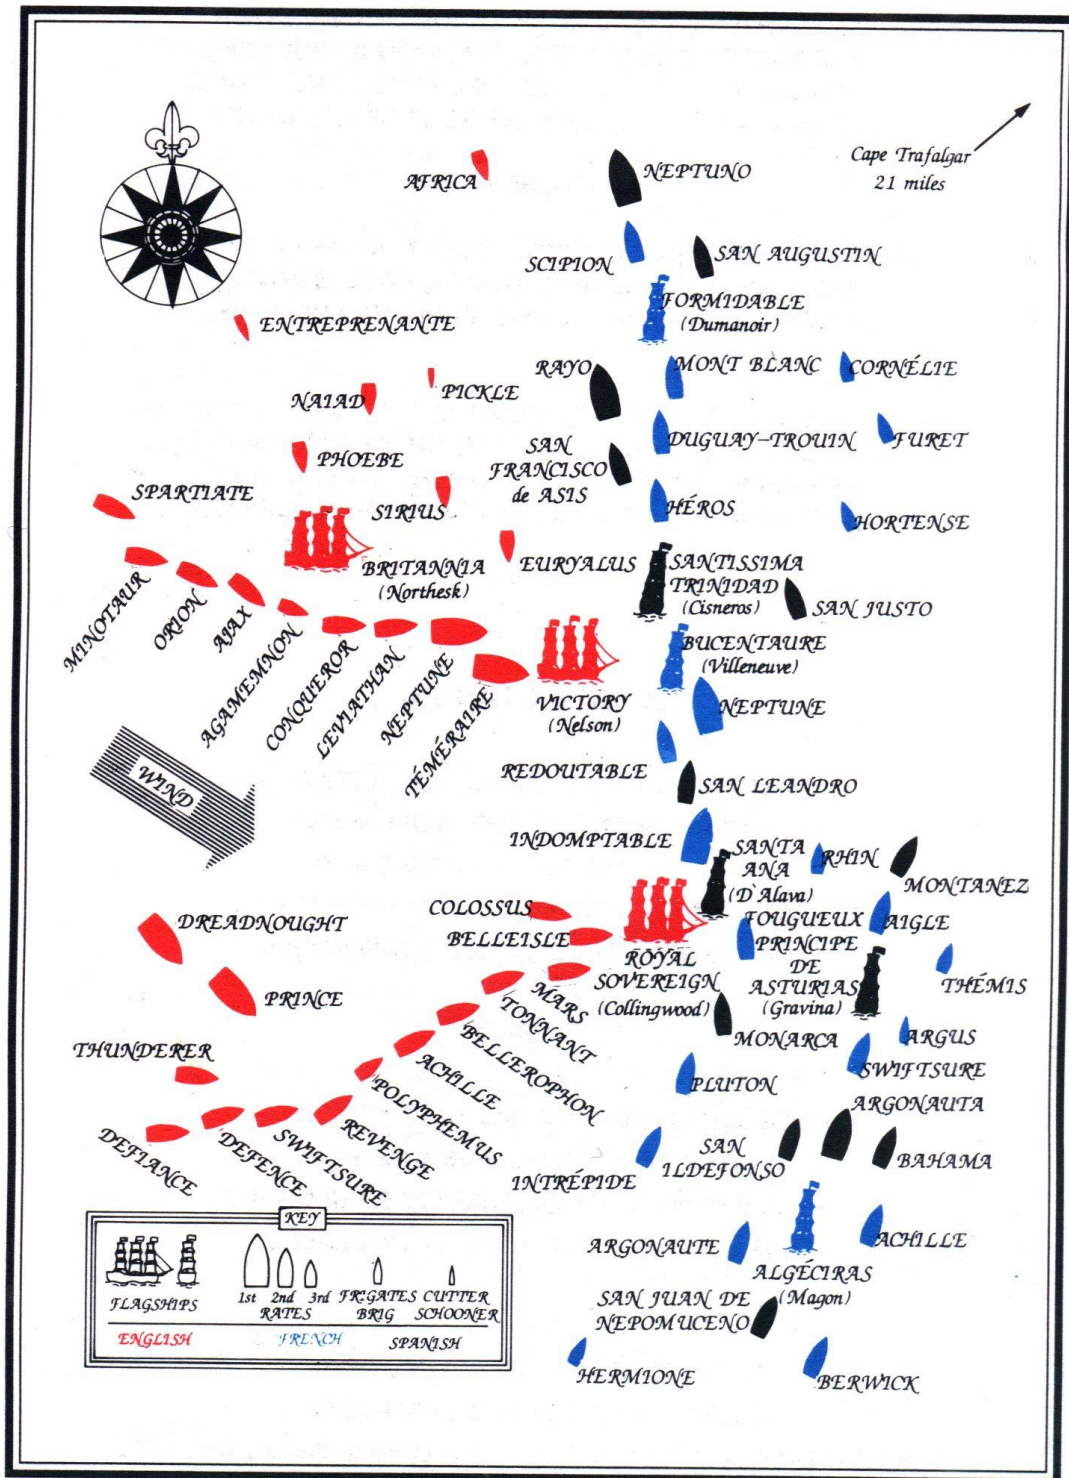 Cape Trafalgar
21 miles
AFRICA
NEPTUNO
SCIPION
SAN AUGUSTIN
FORMIDABLE
(Dumanoir)
ENTREPRENANTE
RAYO
MONT BLANC
CORNÉLIE
NAIAD
PICKLE
DUGUAY-TROUIN
FURET
PHOEBE
SAN
FRANCISCO
de ASIS
SPARTIATE
SIRIUS
HÉROS
HORTENSE
BRITANNIA
(Northesk)
EURYALUS
SANTISSIMA
TRINIDAD
(Cisneros)
SAN JUSTO
MINOTAUR
ORION
AJAX
AGAMEMNON
CONQUEROR
LEVIATHAN
NEPTUNE
TÉMÉRAIRE
VICTORY
(Nelson)
BUCENTAURE
(Villeneuve)
NEPTUNE
REDOUTABLE
WIND
SAN LEANDRO
INDOMPTABLE
SANTA
ANA
(D'Alava)
RHIN
MONTANEZ
DREADNOUGHT
COLOSSUS
BELLEISLE
FOUGUEUX
AIGLE
PRINCIPE
DE
ASTURIAS
(Gravina)
THÉMIS
PRINCE
ROYAL
SOVEREIGN
(Collingwood)
MARS
TONNANT
BELLEROPHON
ACHILLE
POLYPHEMUS
REVENGE
SWIFTSURE
DEFENCE
DEFIANCE
THUNDERER
MONARCA
ARGUS
SWIFTSURE
PLUTON
ARGONAUTA
SAN
ILDEFONSO
BAHAMA
INTRÉPIDE
ARGONAUTE
ACHILLE
ALGÉCIRAS
(Magon)
SAN JUAN DE
NEPOMUCENO
HERMIONE
BERWICK
KEY
FLAGSHIPS
1st 2nd 3rd
RATES
FRIGATES
BRIG
CUTTER
SCHOONER
ENGLISH FRENCH SPANISH